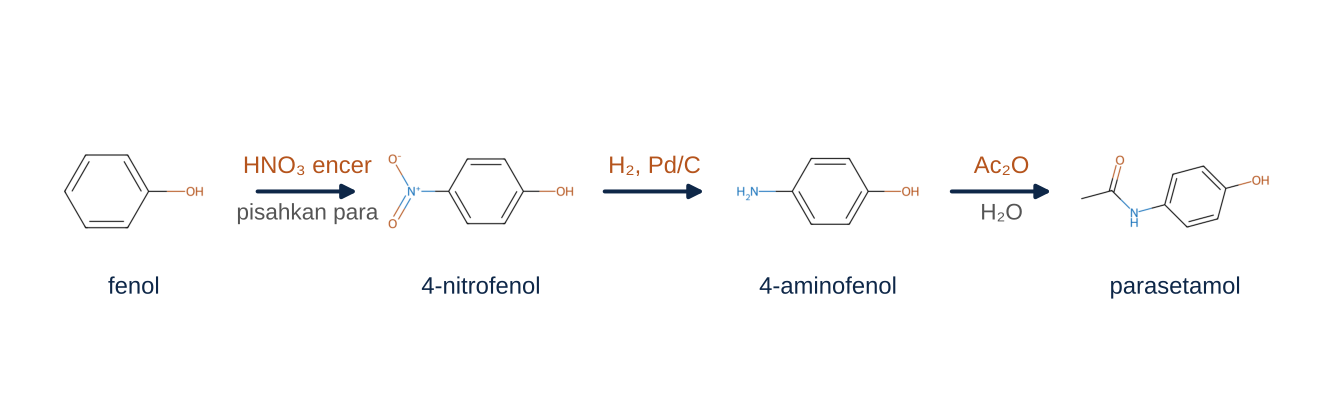 HNO₃ encer
pisahkan para
H₂, Pd/C
Ac₂O
H₂O
OH
O⁻
N⁺
O
OH
H₂N
OH
O
N
H
OH
fenol
4-nitrofenol
4-aminofenol
parasetamol